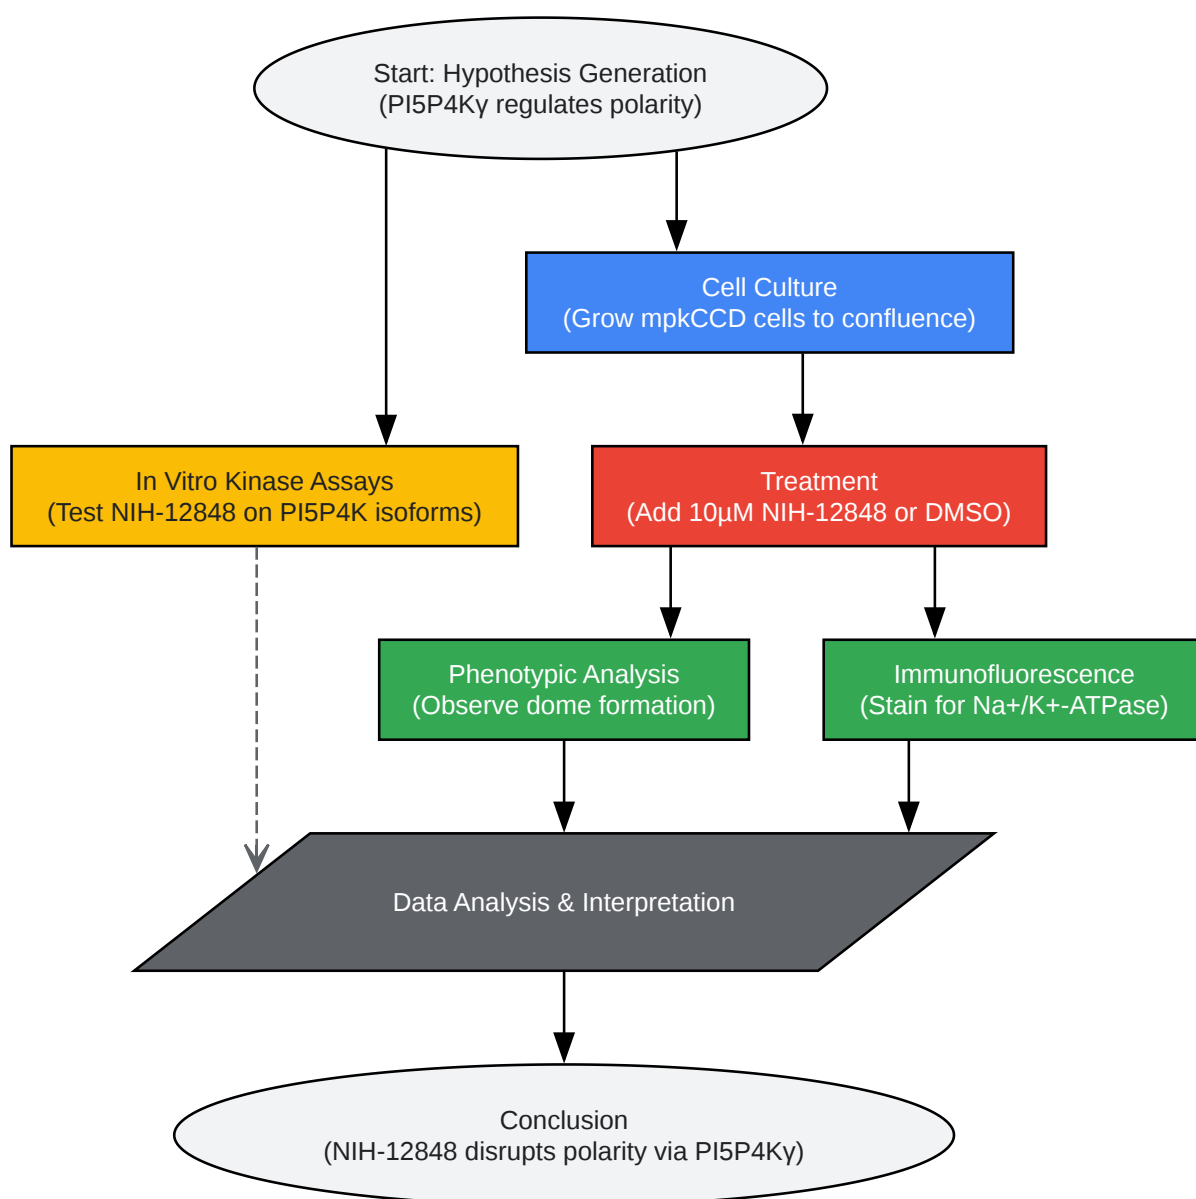 Start: Hypothesis Generation
(PI5P4Kγ regulates polarity)
Cell Culture
(Grow mpkCCD cells to confluence)
In Vitro Kinase Assays
(Test NIH-12848 on PI5P4K isoforms)
Treatment
(Add 10µM NIH-12848 or DMSO)
Phenotypic Analysis
(Observe dome formation)
Immunofluorescence
(Stain for Na+/K+-ATPase)
Data Analysis & Interpretation
Conclusion
(NIH-12848 disrupts polarity via PI5P4Kγ)